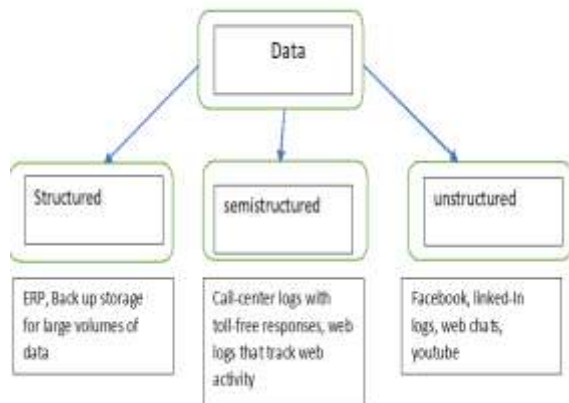 Data
Structured
semistructured
unstructured
ERP, Back up storage
for large volumes of
data
Call-center logs with
toll-free responses, web
logs that track web
activity
Facebook, linked-In
logs, web chats,
youtube